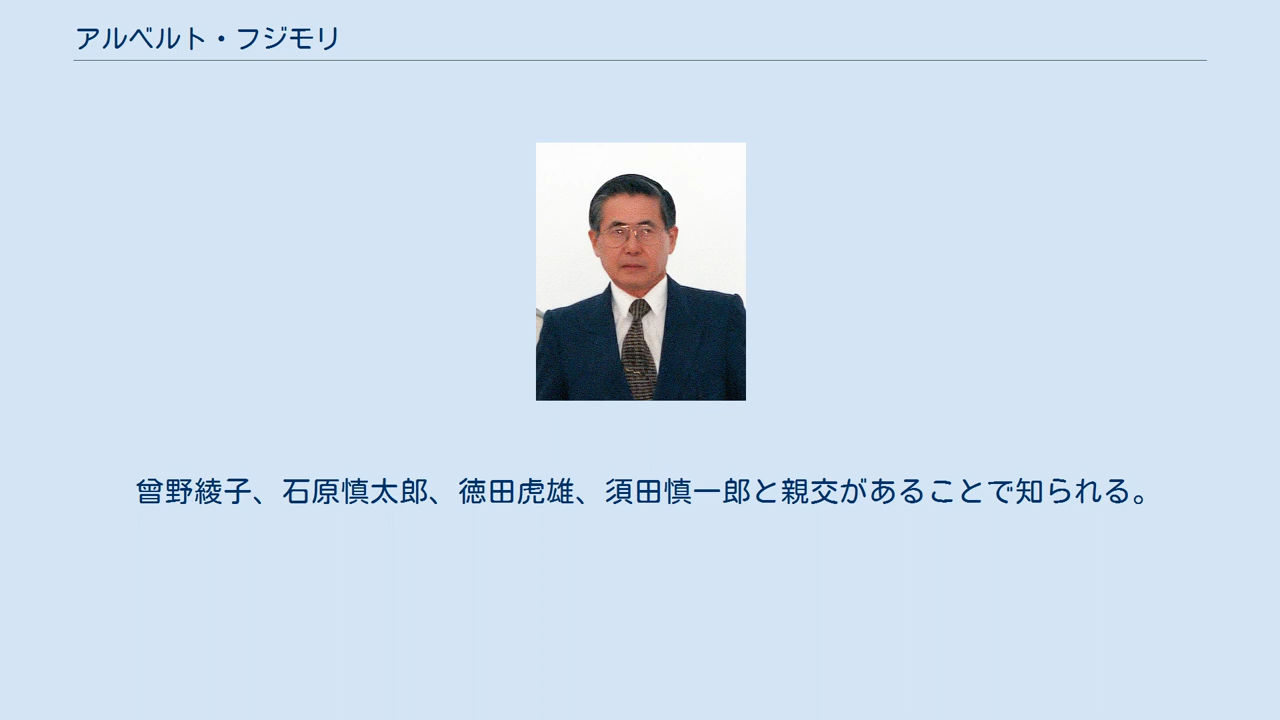 アルベルト・フジモリ
曾野綾子、石原慎太郎、徳田虎雄、須田慎一郎と親交があることで知られる。